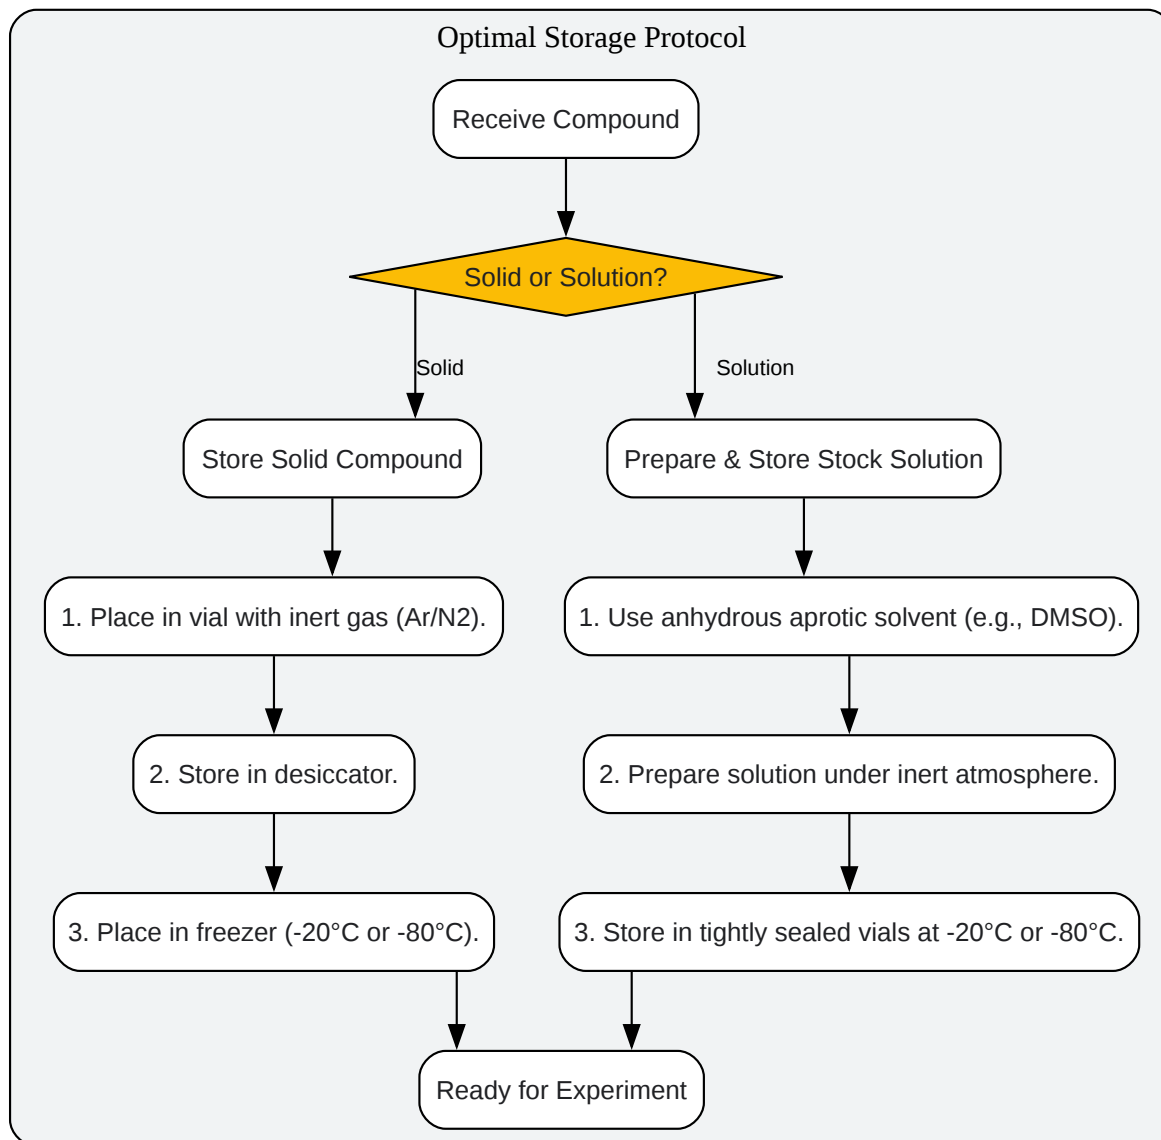 Optimal Storage Protocol
Receive Compound
Solid or Solution?
Solid
Solution
Store Solid Compound
Prepare & Store Stock Solution
1. Place in vial with inert gas (Ar/N2).
1. Use anhydrous aprotic solvent (e.g., DMSO).
2. Store in desiccator.
2. Prepare solution under inert atmosphere.
3. Place in freezer (-20°C or -80°C).
3. Store in tightly sealed vials at -20°C or -80°C.
Ready for Experiment